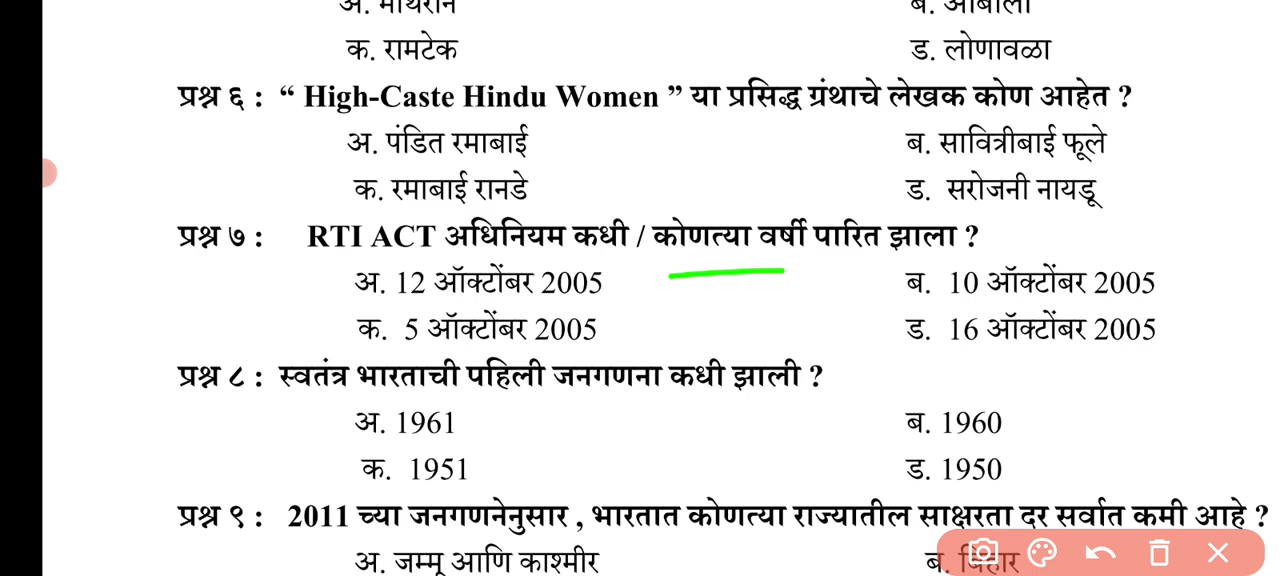 अ. माथेरान ब. आंबोली
क. रामटेक ड. लोणावळा
प्रश्न ६ : “ High-Caste Hindu Women ” या प्रसिद्ध ग्रंथाचे लेखक कोण आहेत ?
अ. पंडित रमाबाई ब. सावित्रीबाई फूले
क. रमाबाई रानडे ड. सरोजनी नायडू
प्रश्न ७ : RTI ACT अधिनियम कधी / कोणत्या वर्षी पारित झाला ?
अ. 12 ऑक्टोंबर 2005 ब. 10 ऑक्टोंबर 2005
क. 5 ऑक्टोंबर 2005 ड. 16 ऑक्टोंबर 2005
प्रश्न ८ : स्वतंत्र भारताची पहिली जनगणना कधी झाली ?
अ. 1961 ब. 1960
क. 1951 ड. 1950
प्रश्न ९ : 2011 च्या जनगणनेनुसार , भारतात कोणत्या राज्यातील साक्षरता दर सर्वात कमी आहे ?
अ. जम्मू आणि काश्मीर ब. बिहार